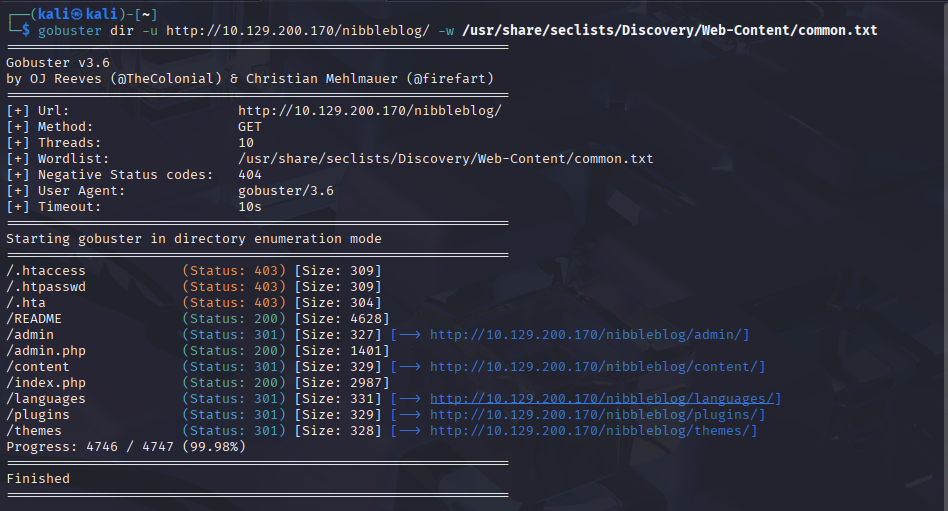 ┌──(kali㉿kali)-[~]
└─$ gobuster dir -u http://10.129.200.170/nibbleblog/ -w /usr/share/seclists/Discovery/Web-Content/common.txt
===============================================================
Gobuster v3.6
by OJ Reeves (@TheColonial) & Christian Mehlmauer (@firefart)
===============================================================
[+] Url:                     http://10.129.200.170/nibbleblog/
[+] Method:                  GET
[+] Threads:                 10
[+] Wordlist:                /usr/share/seclists/Discovery/Web-Content/common.txt
[+] Negative Status codes:   404
[+] User Agent:              gobuster/3.6
[+] Timeout:                 10s
===============================================================
Starting gobuster in directory enumeration mode
===============================================================
/.htaccess            (Status: 403) [Size: 309]
/.htpasswd            (Status: 403) [Size: 309]
/.hta                 (Status: 403) [Size: 304]
/README               (Status: 200) [Size: 4628]
/admin                (Status: 301) [Size: 327] [--> http://10.129.200.170/nibbleblog/admin/]
/admin.php            (Status: 200) [Size: 1401]
/content              (Status: 301) [Size: 329] [--> http://10.129.200.170/nibbleblog/content/]
/index.php            (Status: 200) [Size: 2987]
/languages            (Status: 301) [Size: 331] [--> http://10.129.200.170/nibbleblog/languages/]
/plugins              (Status: 301) [Size: 329] [--> http://10.129.200.170/nibbleblog/plugins/]
/themes               (Status: 301) [Size: 328] [--> http://10.129.200.170/nibbleblog/themes/]
Progress: 4746 / 4747 (99.98%)
===============================================================
Finished
===============================================================